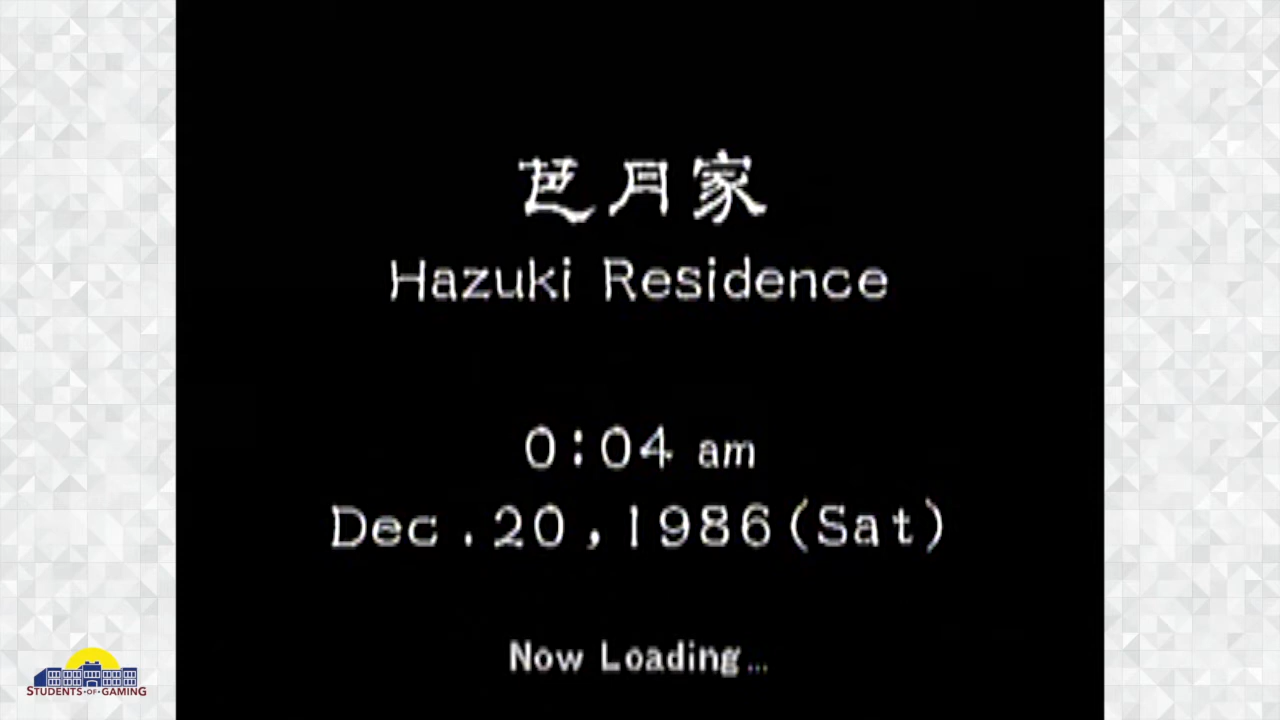 芭月家
Hazuki Residence
0:04 am
Dec.20,1986(Sat)
Now Loading...
STUDENTS·OF·GAMING